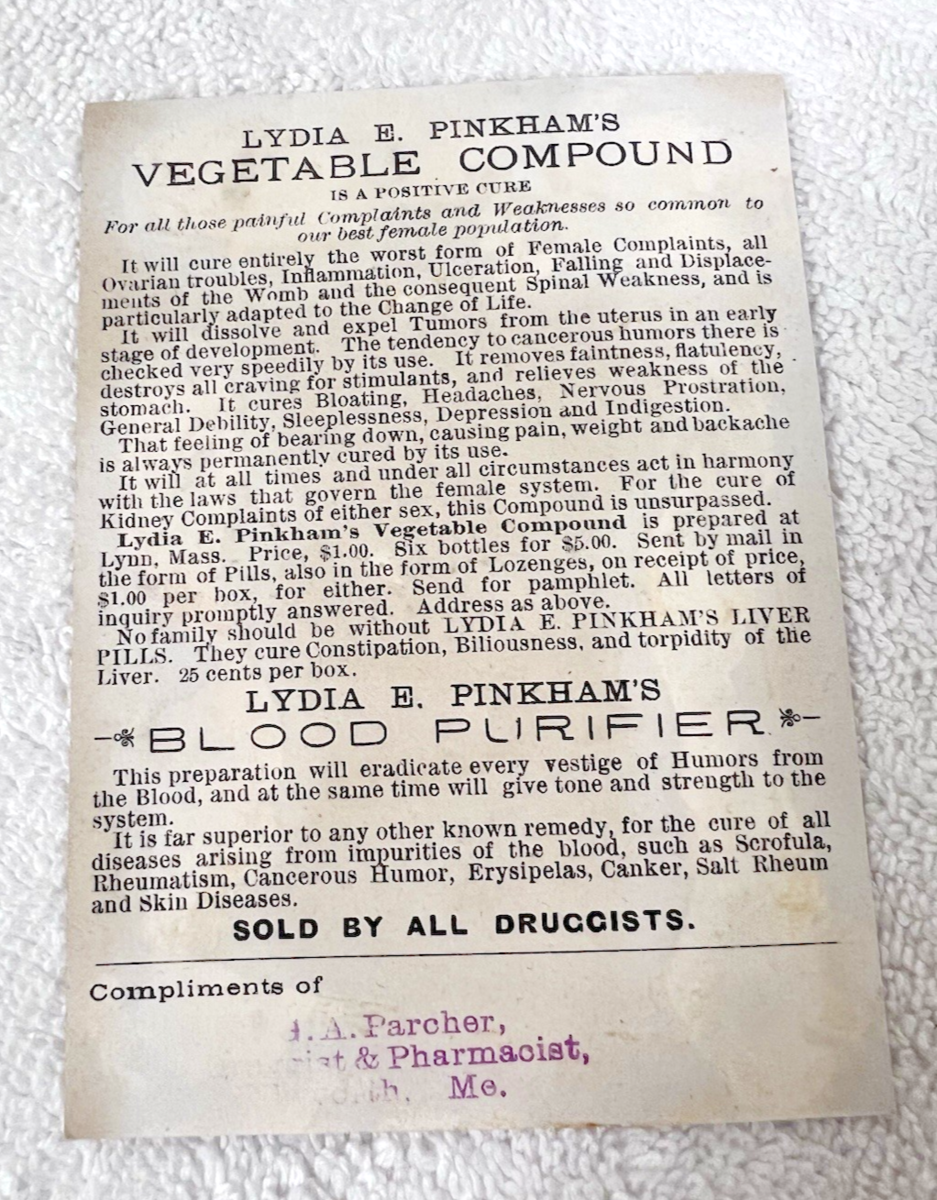 LYDIA E. PINKHAM'S
VEGETABLE COMPOUND
IS A POSITIVE CURE
For all those painful Complaints and Weaknesses so common to
our best female population.
It will cure entirely the worst form of Female Complaints, all
Ovarian troubles, Inflammation, Ulceration, Falling and Displace-
ments of the Womb and the consequent Spinal Weakness, and is
particularly adapted to the Change of Life.
It will dissolve and expel Tumors from the uterus in an early
stage of development. The tendency to cancerous humors there is
checked very speedily by its use. It removes faintness, flatulency,
destroys all craving for stimulants, and relieves weakness of the
stomach. It cures Bloating, Headaches, Nervous Prostration,
General Debility, Sleeplessness, Depression and Indigestion.
That feeling of bearing down, causing pain, weight and backache
is always permanently cured by its use.
It will at all times and under all circumstances act in harmony
with the laws that govern the female system. For the cure of
Kidney Complaints of either sex, this Compound is unsurpassed.
Lydia E. Pinkham's Vegetable Compound is prepared at
Lynn, Mass. Price, $1.00. Six bottles for $5.00. Sent by mail in
the form of Pills, also in the form of Lozenges, on receipt of price,
$1.00 per box, for either. Send for pamphlet. All letters of
inquiry promptly answered. Address as above.
No family should be without LYDIA E. PINKHAM'S LIVER
PILLS. They cure Constipation, Biliousness, and torpidity of the
Liver. 25 cents per box.
LYDIA E. PINKHAM'S
BLOOD PURIFIER.
This preparation will eradicate every vestige of Humors from
the Blood, and at the same time will give tone and strength to the
system.
It is far superior to any other known remedy, for the cure of all
diseases arising from impurities of the blood, such as Scrofula,
Rheumatism, Cancerous Humor, Erysipelas, Canker, Salt Rheum
and Skin Diseases.
SOLD BY ALL DRUGGISTS.
Compliments of
A. Parcher,
& Pharmacist,
Me.